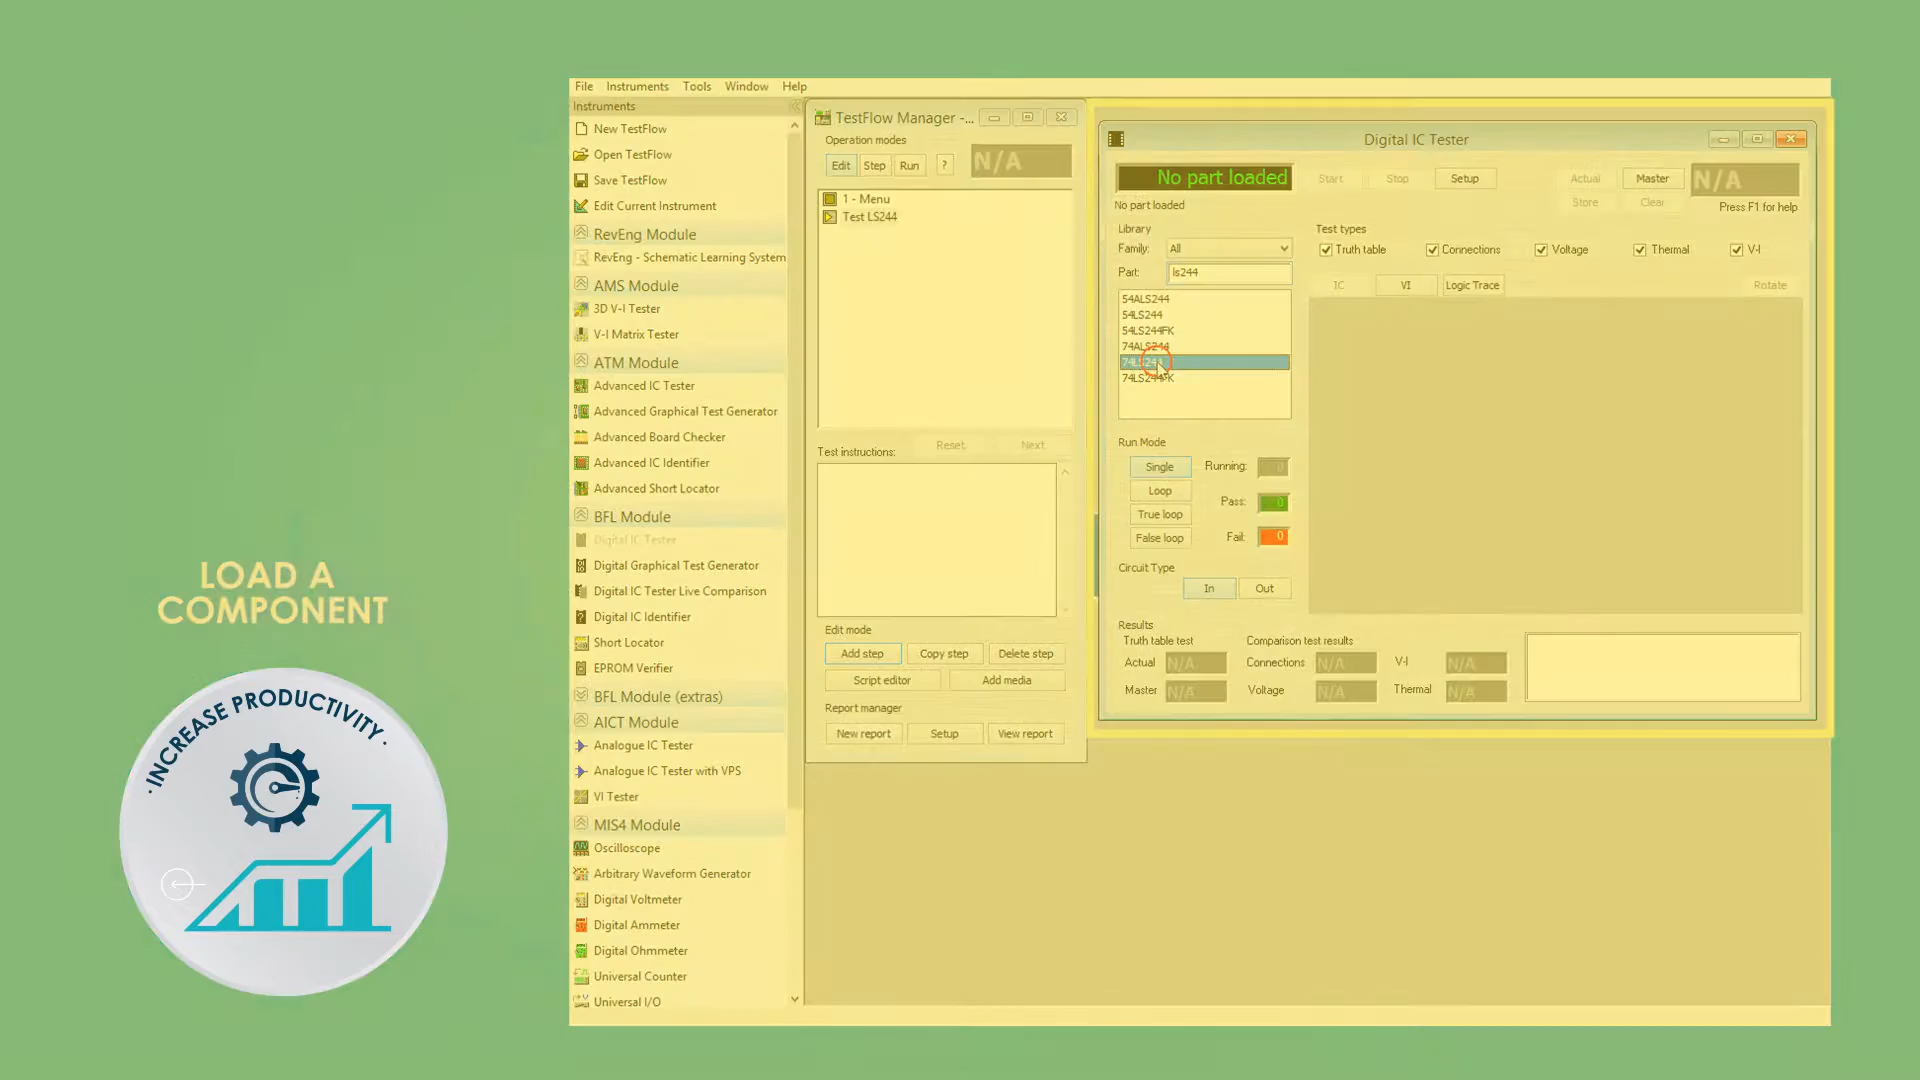 File Instruments Tools Window Help
Instruments
New TestFlow
Open TestFlow
Save TestFlow
Edit Current Instrument
RevEng Module
RevEng - Schematic Learning System
AMS Module
3D V-I Tester
V-I Matrix Tester
ATM Module
Advanced IC Tester
Advanced Graphical Test Generator
Advanced Board Checker
Advanced IC Identifier
Advanced Short Locator
BFL Module
Digital IC Tester
Digital Graphical Test Generator
Digital IC Tester Live Comparison
Digital IC Identifier
Short Locator
EPROM Verifier
BFL Module (extras)
AICT Module
Analogue IC Tester
Analogue IC Tester with VPS
VI Tester
MIS4 Module
Oscilloscope
Arbitrary Waveform Generator
Digital Voltmeter
Digital Ammeter
Digital Ohmmeter
Universal Counter
Universal I/O
TestFlow Manager -...
Operation modes
Edit Step Run ? N/A
1 - Menu
Test LS244
Reset Next
Test instructions:
Edit mode
Add step Copy step Delete step
Script editor Add media
Report manager
New report Setup View report
Digital IC Tester
No part loaded Start Stop Setup Actual Master N/A
Store Clear Press F1 for help
No part loaded
Library
Family: All
Part: ls244
54ALS244
54LS244
54LS244FK
74ALS244
74LS244
74LS244FK
Test types
Truth table Connections Voltage Thermal V-I
IC VI Logic Trace Rotate
Run Mode
Single Running: 0
Loop
Pass: 0
True loop
False loop Fail: 0
Circuit Type
In Out
Results
Truth table test Comparison test results
Actual N/A Connections N/A V-I N/A
Master N/A Voltage N/A Thermal N/A
LOAD A
COMPONENT
· INCREASE PRODUCTIVITY ·